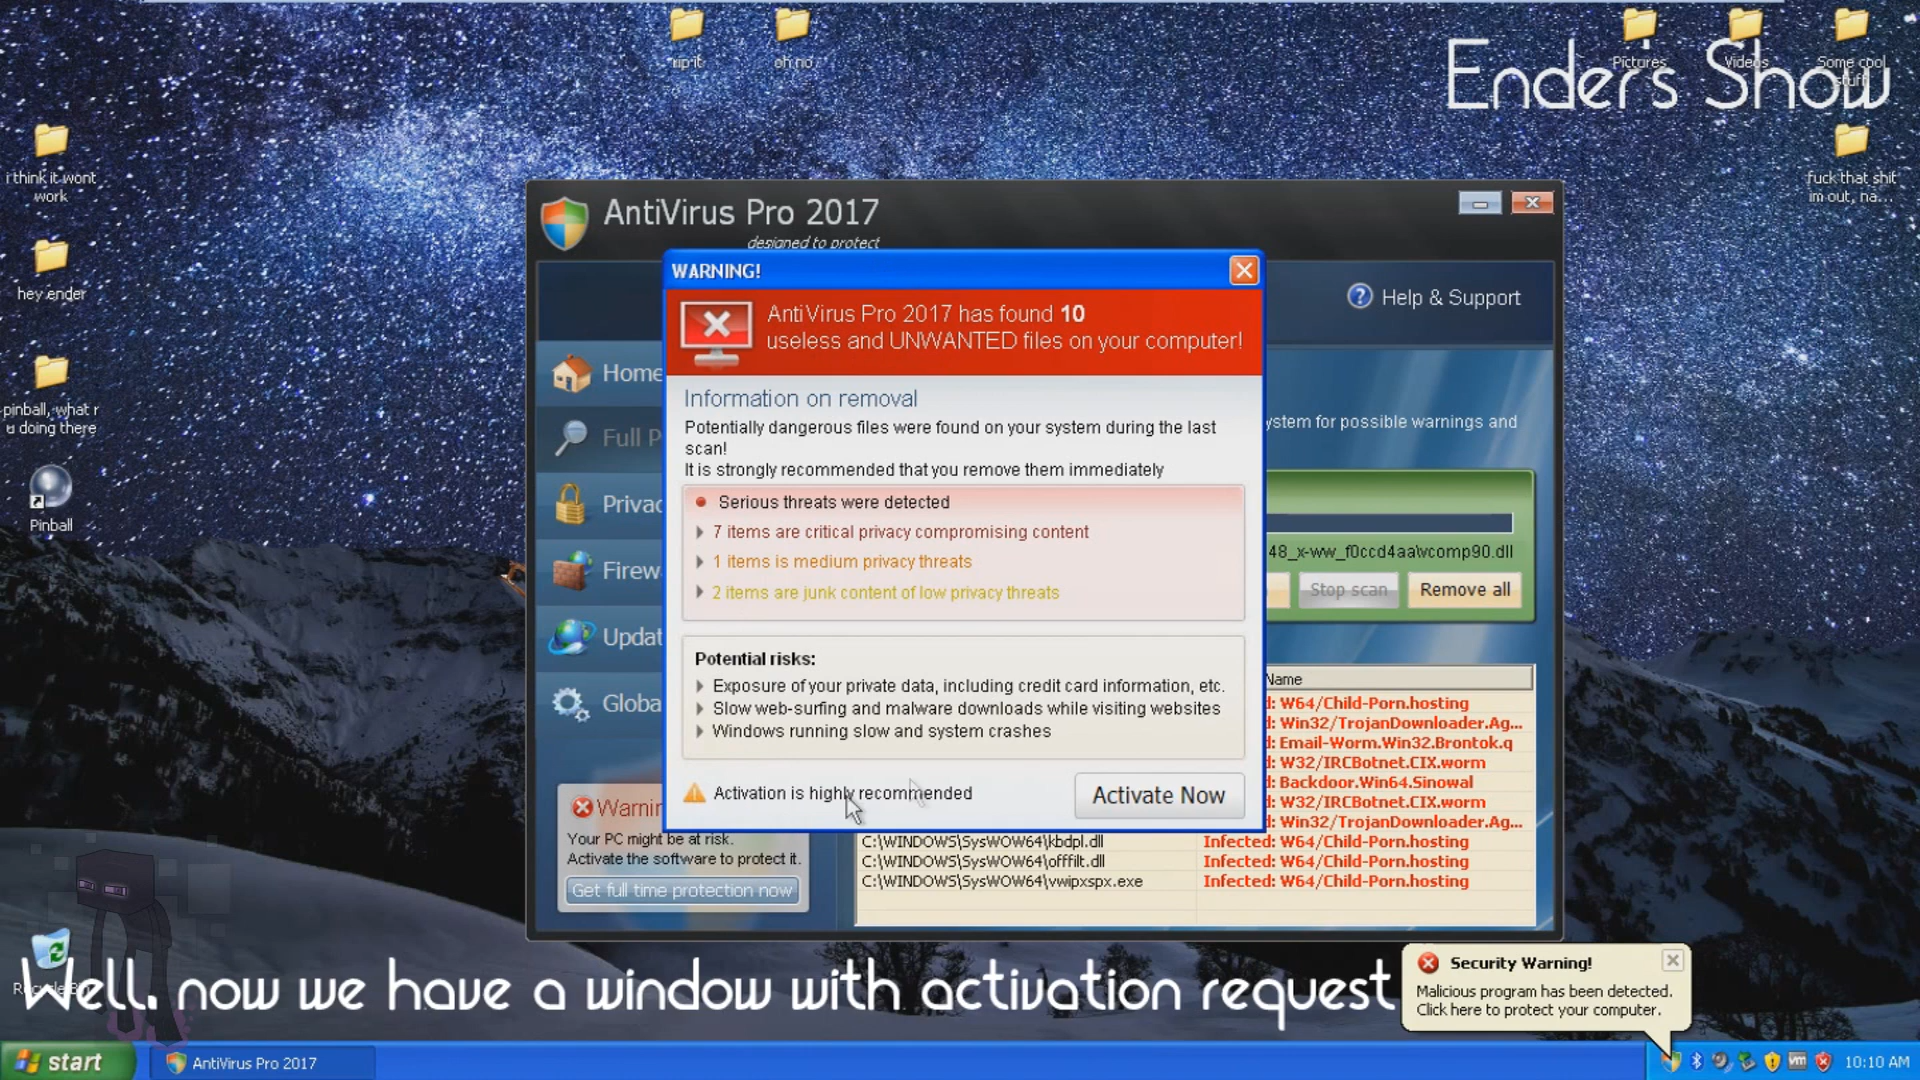 rip it
oh no
Pictures
Videos
Some cool
stuff
Ender's Show
i think it wont
work
fuck that shit
im out, na...
hey ender
pinball, what r
u doing there
Pinball
AntiVirus Pro 2017
designed to protect
Help & Support
WARNING!
AntiVirus Pro 2017 has found 10
useless and UNWANTED files on your computer!
Information on removal
Potentially dangerous files were found on your system during the last
scan!
It is strongly recommended that you remove them immediately
Serious threats were detected
7 items are critical privacy compromising content
1 items is medium privacy threats
2 items are junk content of low privacy threats
Potential risks:
Exposure of your private data, including credit card information, etc.
Slow web-surfing and malware downloads while visiting websites
Windows running slow and system crashes
Activation is highly recommended
Activate Now
Home
Full P
Privac
Firew
Updat
Globa
ystem for possible warnings and
48_x-ww_f0ccd4aa\vcomp90.dll
Stop scan
Remove all
Name
d: W64/Child-Porn.hosting
d: Win32/TrojanDownloader.Ag...
d: Email-Worm.Win32.Brontok.q
d: W32/IRCBotnet.CIX.worm
d: Backdoor.Win64.Sinowal
d: W32/IRCBotnet.CIX.worm
d: Win32/TrojanDownloader.Ag...
C:\WINDOWS\SysWOW64\kbdpl.dll Infected: W64/Child-Porn.hosting
C:\WINDOWS\SysWOW64\offfilt.dll Infected: W64/Child-Porn.hosting
C:\WINDOWS\SysWOW64\vwipxspx.exe Infected: W64/Child-Porn.hosting
Warnin
Your PC might be at risk.
Activate the software to protect it.
Get full time protection now
Well, now we have a window with activation request
Security Warning!
Malicious program has been detected.
Click here to protect your computer.
start
AntiVirus Pro 2017
vm
10:10 AM